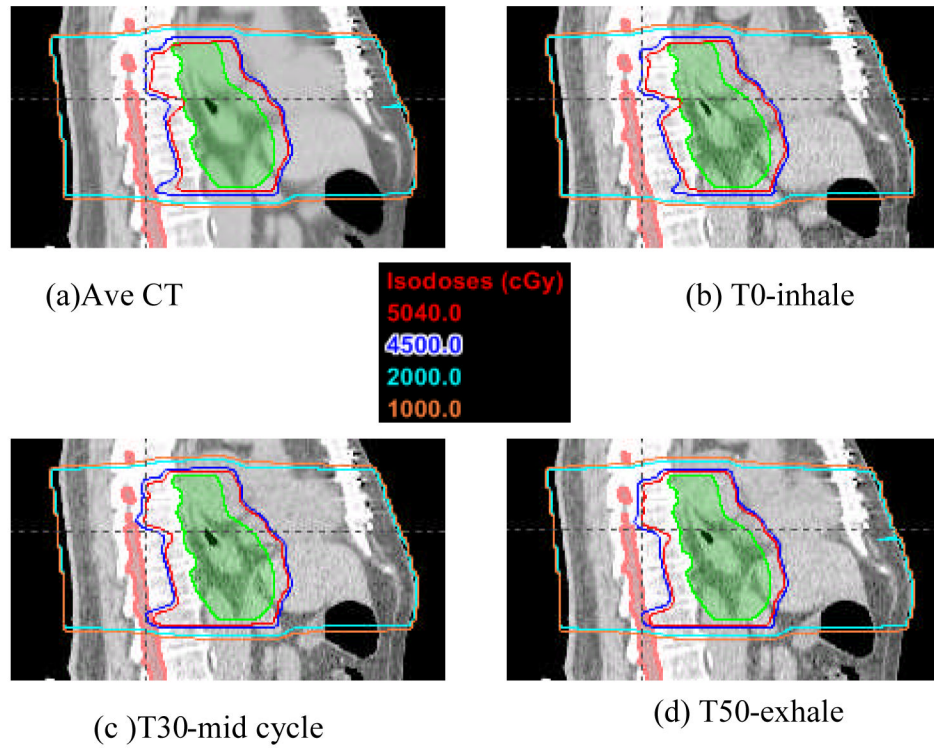 (a)Ave CT
(b) T0-inhale
Isodoses (cGy)
5040.0
4500.0
2000.0
1000.0
(c )T30-mid cycle
(d) T50-exhale